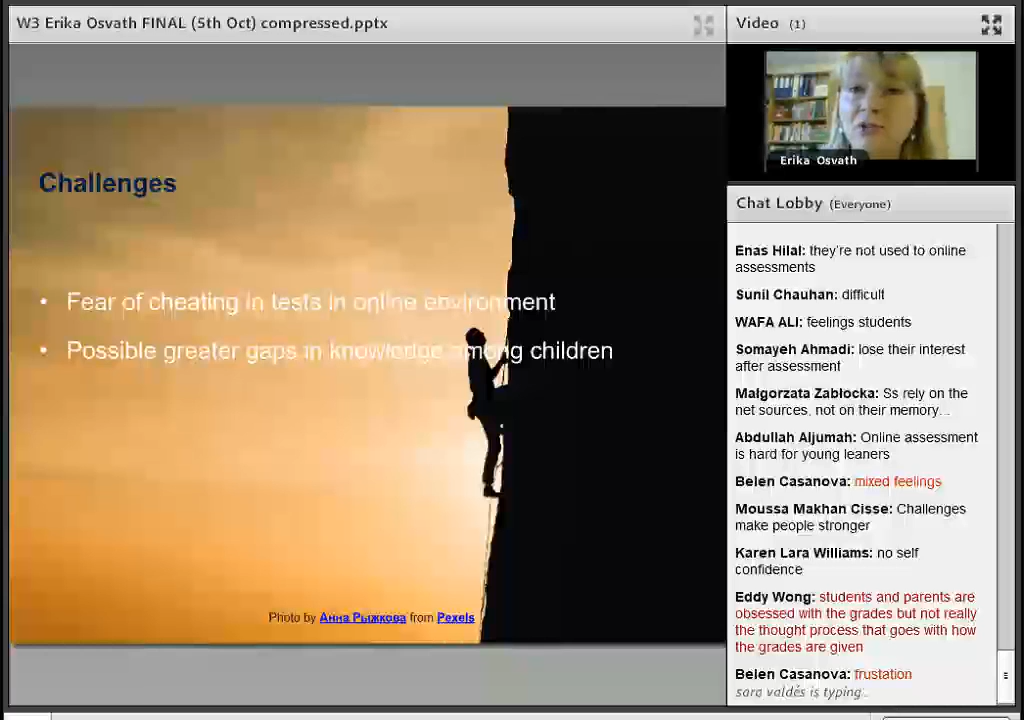 W3 Erika Osvath FINAL (5th Oct) compressed.pptx
Challenges
• Fear of cheating in tests in online environment
• Possible greater gaps in knowledge among children
Photo by Анна Рыжкова from Pexels
Video (1)
Erika Osvath
Chat Lobby (Everyone)
Enas Hilal: they're not used to online
assessments
Sunil Chauhan: difficult
WAFA ALI: feelings students
Somayeh Ahmadi: lose their interest
after assessment
Małgorzata Zabłocka: Ss rely on the
net sources, not on their memory...
Abdullah Aljumah: Online assessment
is hard for young leaners
Belen Casanova: mixed feelings
Moussa Makhan Cisse: Challenges
make people stronger
Karen Lara Williams: no self
confidence
Eddy Wong: students and parents are
obsessed with the grades but not really
the thought process that goes with how
the grades are given
Belen Casanova: frustation
sara valdés is typing..